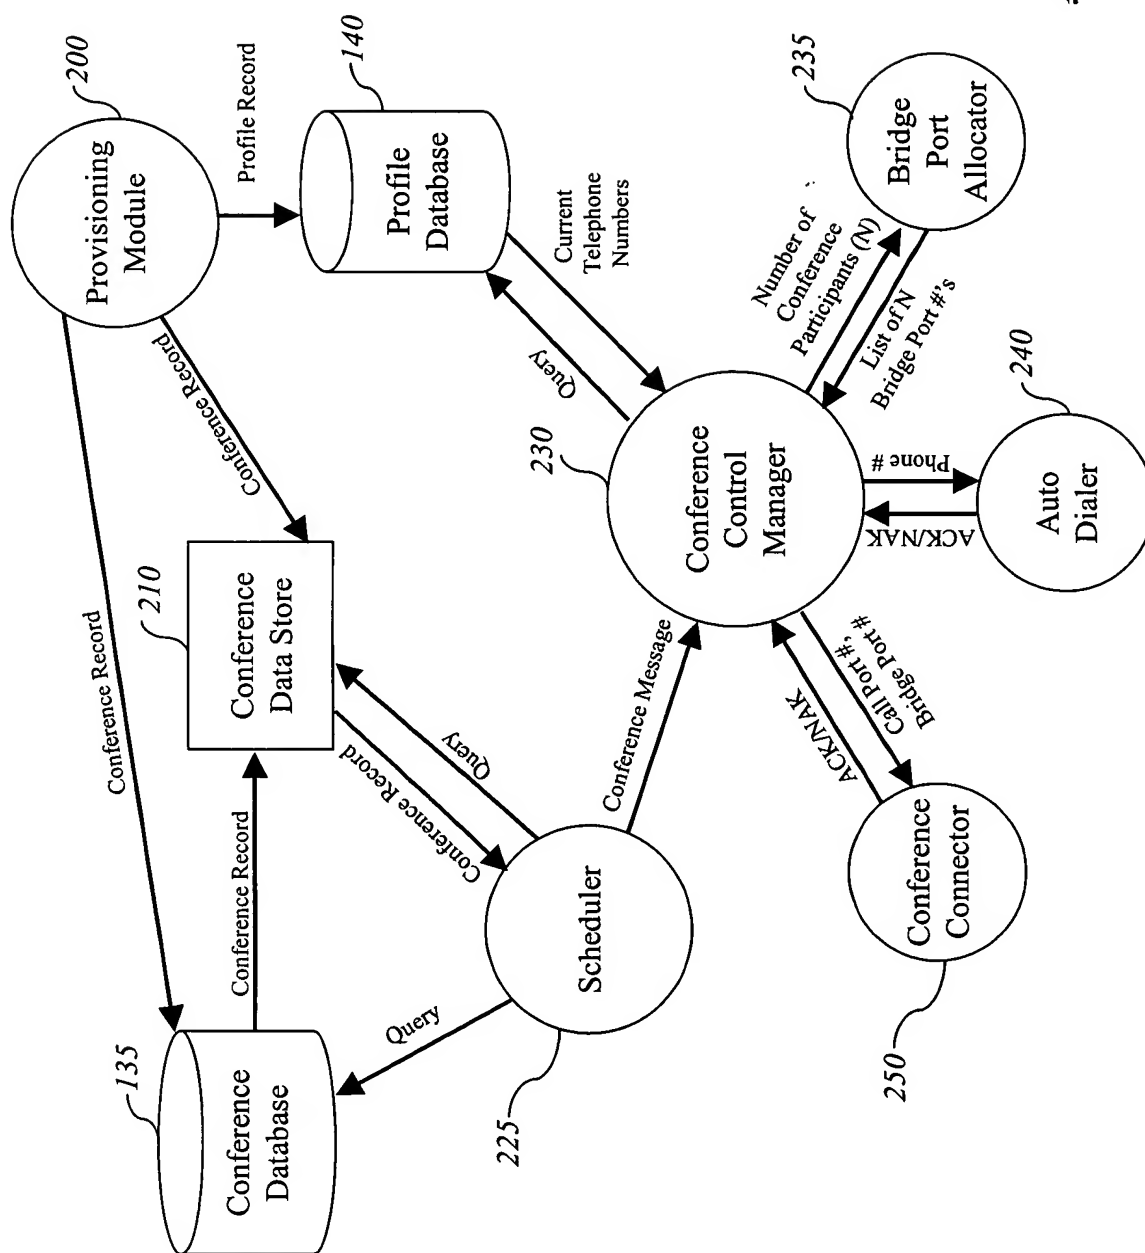 200
Provisioning
Module
Profile Record
140
Profile
Database
Conference Record
Conference Record
210
Conference
Data Store
135
Conference
Database
Conference Record
Query
Conference Record
Query
Scheduler
225
Conference Message
Query
Current
Telephone
Numbers
230
Conference
Control
Manager
Number of
Conference
Participants (N)
List of N
Bridge Port #'s
235
Bridge
Port
Allocator
Phone #
ACK/NAK
240
Auto
Dialer
Call Port #,
Bridge Port #
ACK/NAK
Conference
Connector
250